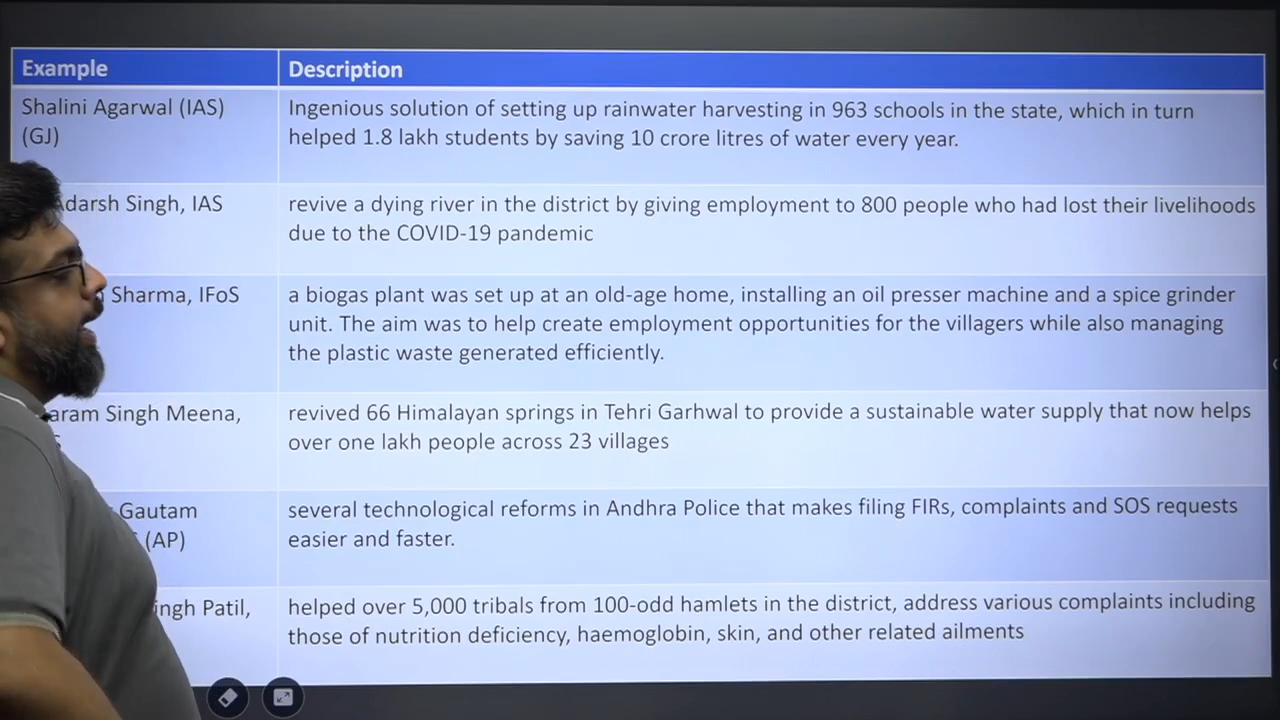 Example
Description
Shalini Agarwal (IAS)
(GJ)
Ingenious solution of setting up rainwater harvesting in 963 schools in the state, which in turn
helped 1.8 lakh students by saving 10 crore litres of water every year.
Adarsh Singh, IAS
revive a dying river in the district by giving employment to 800 people who had lost their livelihoods
due to the COVID-19 pandemic
Sharma, IFoS
a biogas plant was set up at an old-age home, installing an oil presser machine and a spice grinder
unit. The aim was to help create employment opportunities for the villagers while also managing
the plastic waste generated efficiently.
Singh Meena,
revived 66 Himalayan springs in Tehri Garhwal to provide a sustainable water supply that now helps
over one lakh people across 23 villages
Gautam
(AP)
several technological reforms in Andhra Police that makes filing FIRs, complaints and SOS requests
easier and faster.
Patil,
helped over 5,000 tribals from 100-odd hamlets in the district, address various complaints including
those of nutrition deficiency, haemoglobin, skin, and other related ailments